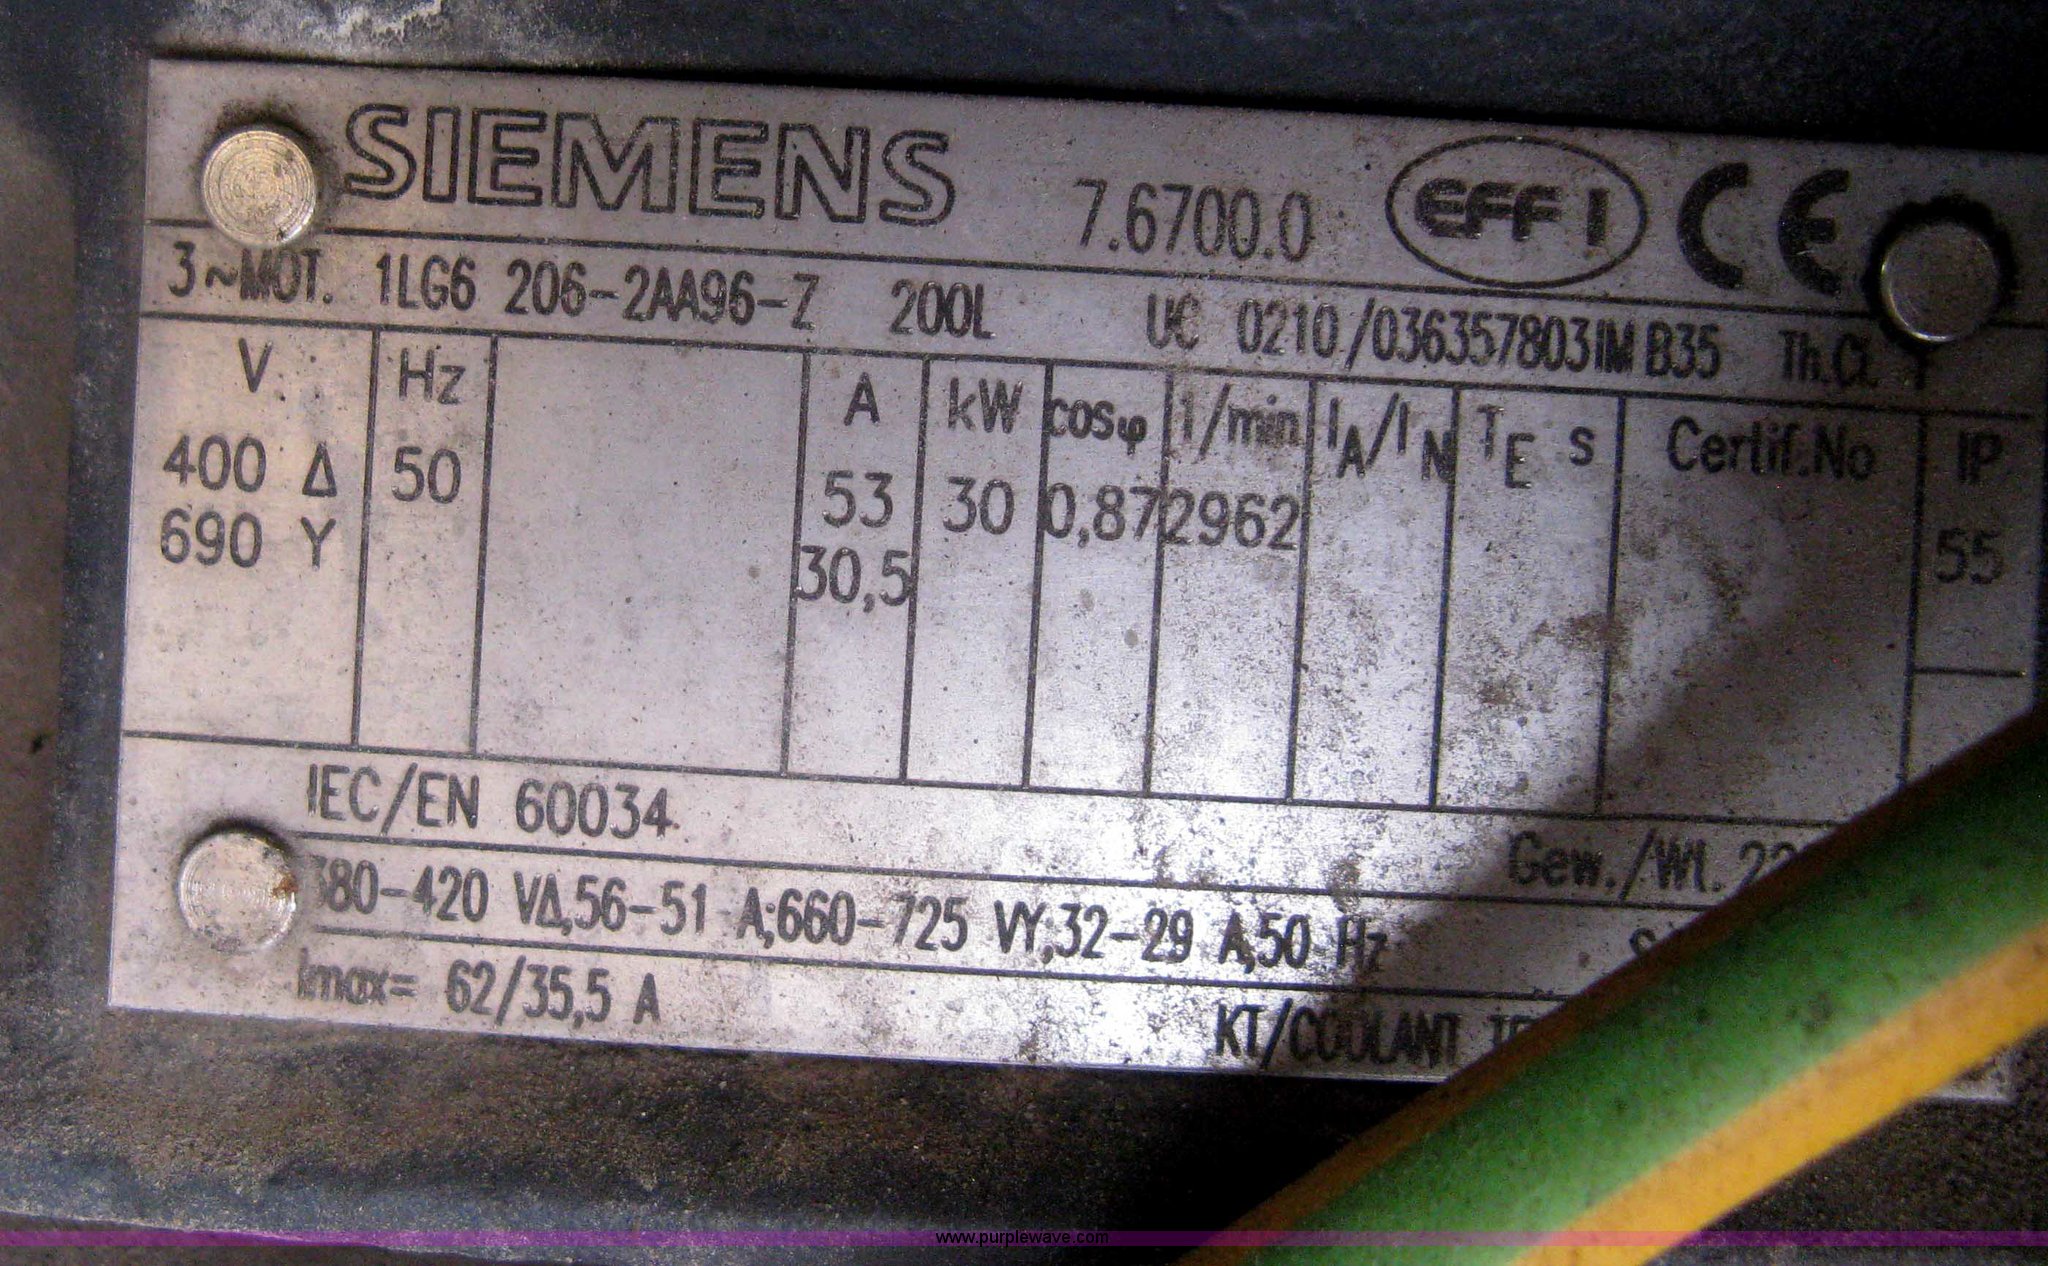 SIEMENS 7.6700.0 EFF 1 CE
3~MOT. 1LG6 206-2AA96-Z 200L UC 0210/036357803 IM B35 Th.Cl.
V Hz A kW cosφ 1/min IA/IN TE s Certif.No IP
400 Δ 50 53 30 0,87 2962 55
690 Y 30,5
IEC/EN 60034 Gew./Wt.
380-420 VΔ,56-51 A;660-725 VY,32-29 A,50 Hz
Imax= 62/35,5 A KT/COOLANT
www.purplewave.com